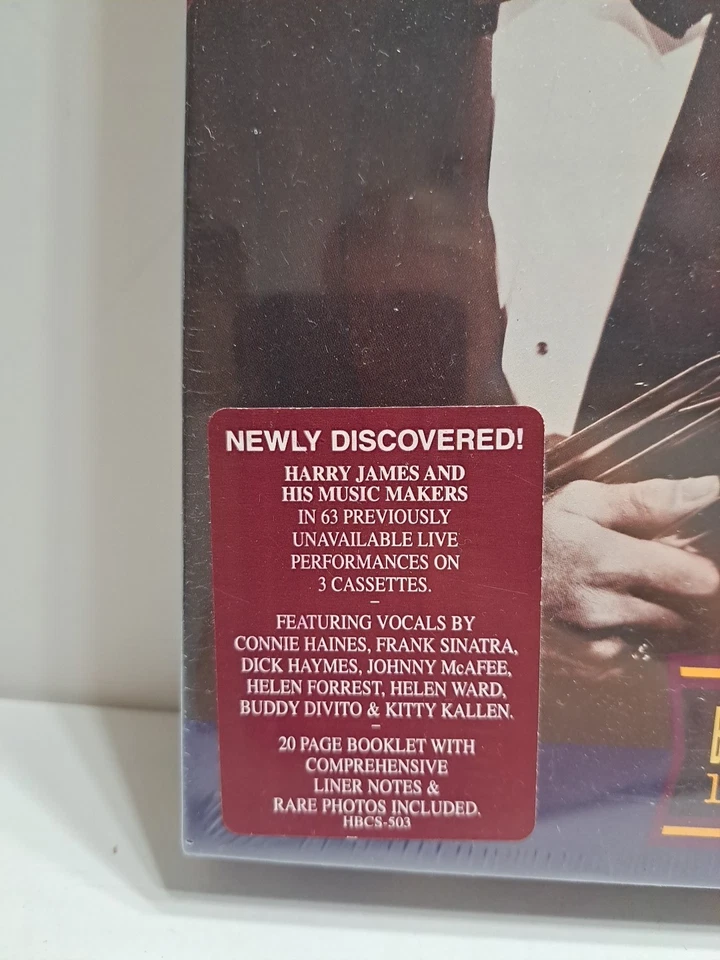 NEWLY DISCOVERED!
HARRY JAMES AND
HIS MUSIC MAKERS
IN 63 PREVIOUSLY
UNAVAILABLE LIVE
PERFORMANCES ON
3 CASSETTES.
–
FEATURING VOCALS BY
CONNIE HAINES, FRANK SINATRA,
DICK HAYMES, JOHNNY McAFEE,
HELEN FORREST, HELEN WARD,
BUDDY DIVITO & KITTY KALLEN.
–
20 PAGE BOOKLET WITH
COMPREHENSIVE
LINER NOTES &
RARE PHOTOS INCLUDED.
HBCS-503